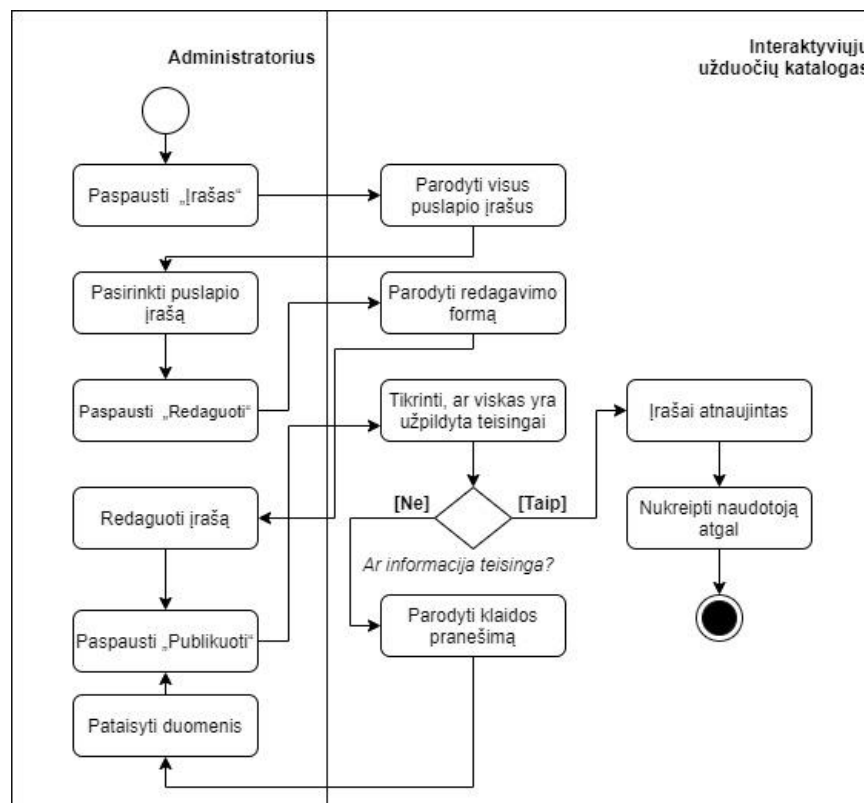 Administratorius
Interaktyviųjų
užduočių katalogas
Paspausti „Įrašas“
Parodyti visus
puslapio įrašus
Pasirinkti puslapio
įrašą
Parodyti redagavimo
formą
Paspausti „Redaguoti“
Tikrinti, ar viskas yra
užpildyta teisingai
Įrašai atnaujintas
Redaguoti įrašą
[Ne]
[Taip]
Nukreipti naudotoją
atgal
Ar informacija teisinga?
Paspausti „Publikuoti“
Parodyti klaidos
pranešimą
Pataisyti duomenis